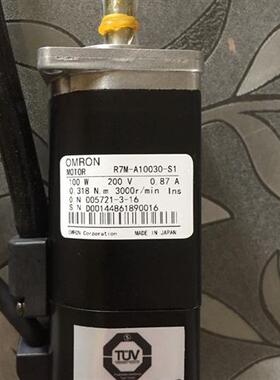 OMRON
MOTOR R7M-A10030-S1
100 W 200 V 0.87 A
0.318 N.m 3000r/min Ins
O N 005721-3-16
S N D00144861890016
OMRON Corporation MADE IN JAPAN
TÜV